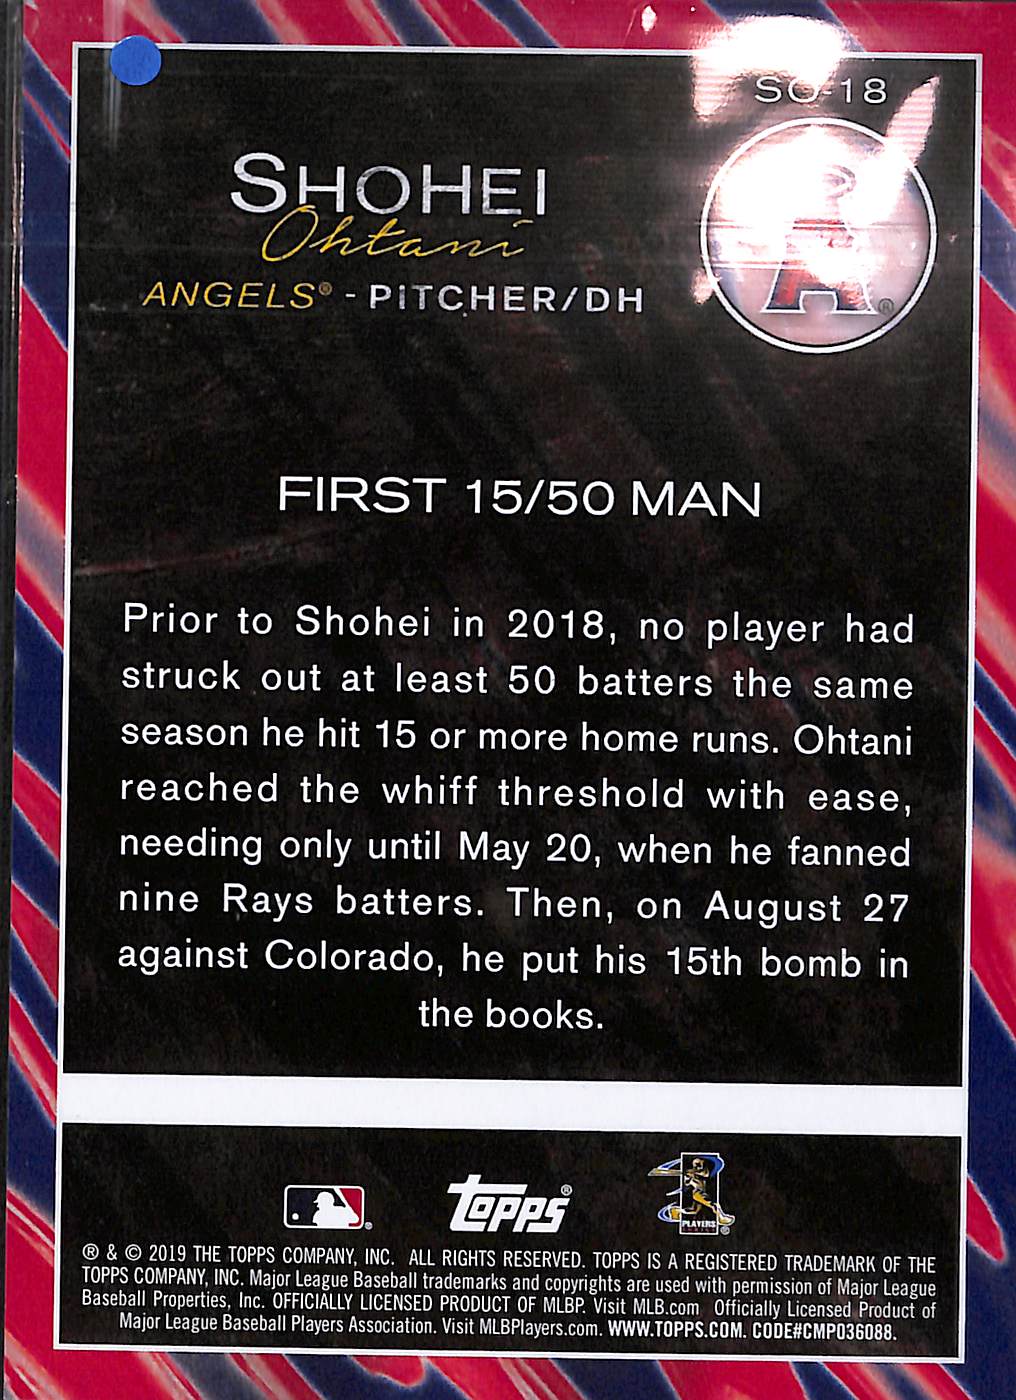 SO-18
SHOHEI
Ohtani
ANGELS® - PITCHER/DH
®
FIRST 15/50 MAN
Prior to Shohei in 2018, no player had
struck out at least 50 batters the same
season he hit 15 or more home runs. Ohtani
reached the whiff threshold with ease,
needing only until May 20, when he fanned
nine Rays batters. Then, on August 27
against Colorado, he put his 15th bomb in
the books.
® TOPPS® PLAYERS ®
® & © 2019 THE TOPPS COMPANY, INC. ALL RIGHTS RESERVED. TOPPS IS A REGISTERED TRADEMARK OF THE
TOPPS COMPANY, INC. Major League Baseball trademarks and copyrights are used with permission of Major League
Baseball Properties, Inc. OFFICIALLY LICENSED PRODUCT OF MLBP. Visit MLB.com Officially Licensed Product of
Major League Baseball Players Association. Visit MLBPlayers.com. WWW.TOPPS.COM. CODE#CMP036088.